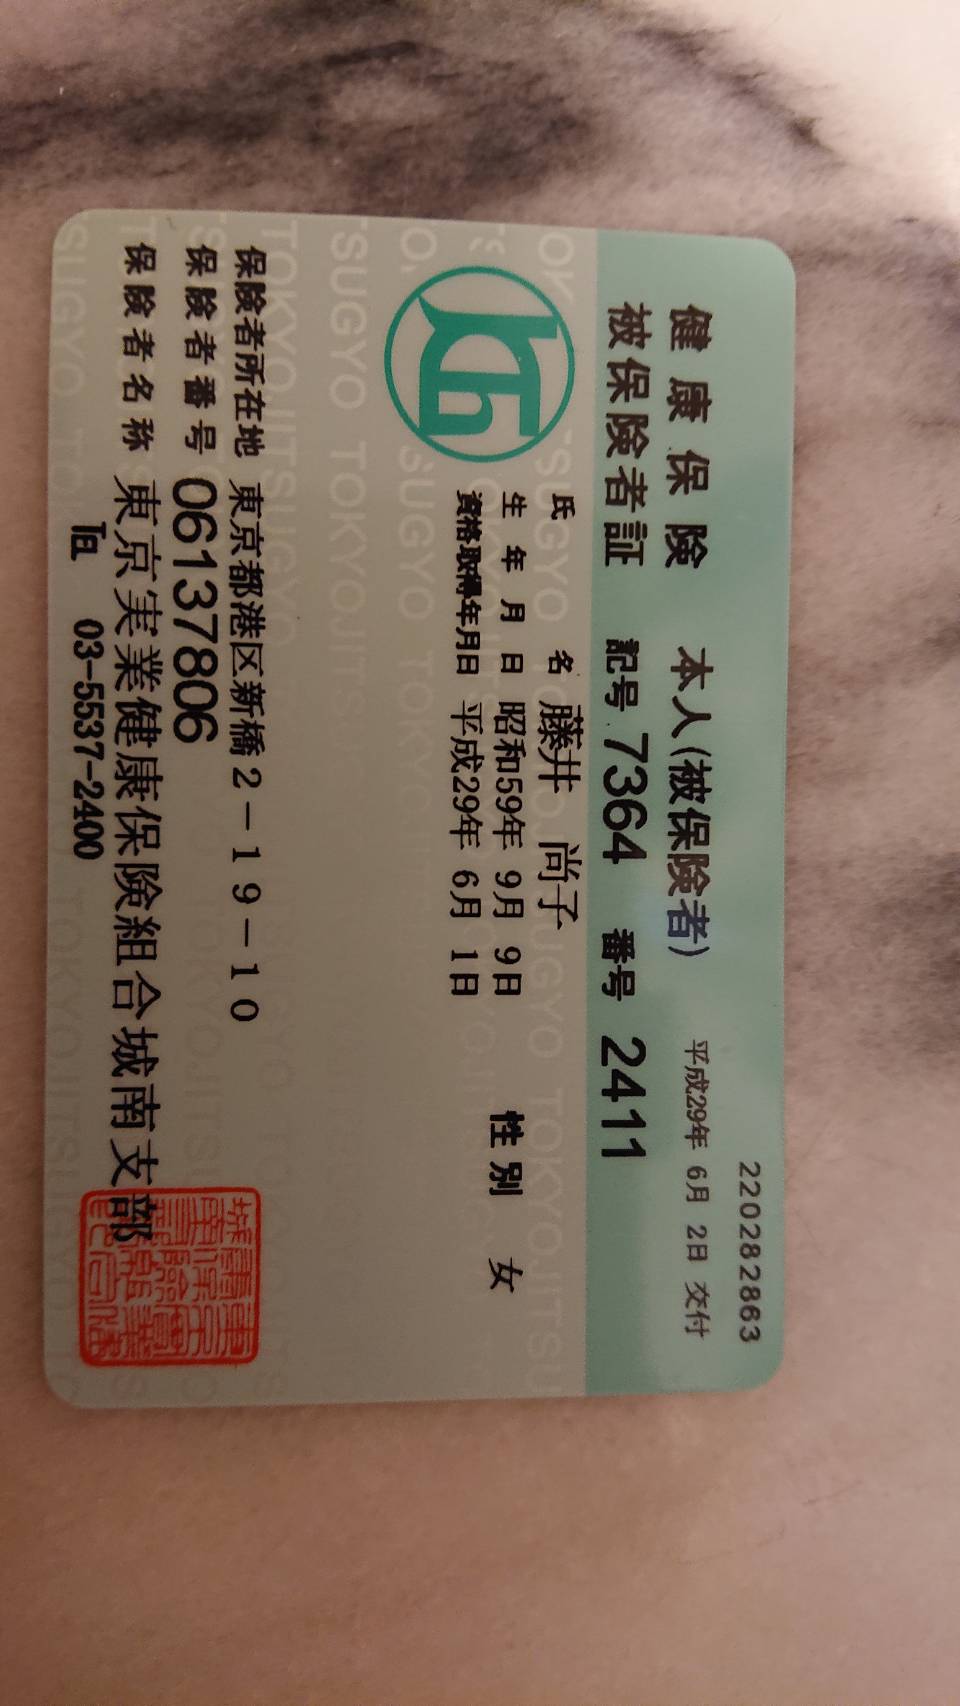 220282863
健康保険 本人(被保険者) 平成29年 6月 2日 交付
被保険者証 記号 7364 番号 2411
氏名 藤井 尚子
生年月日 昭和59年 9月 9日 性別 女
資格取得年月日 平成29年 6月 1日
保険者所在地 東京都港区新橋2-19-10
保険者番号 06137806
保険者名称 東京実業健康保険組合城南支部
℡ 03-5537-2400